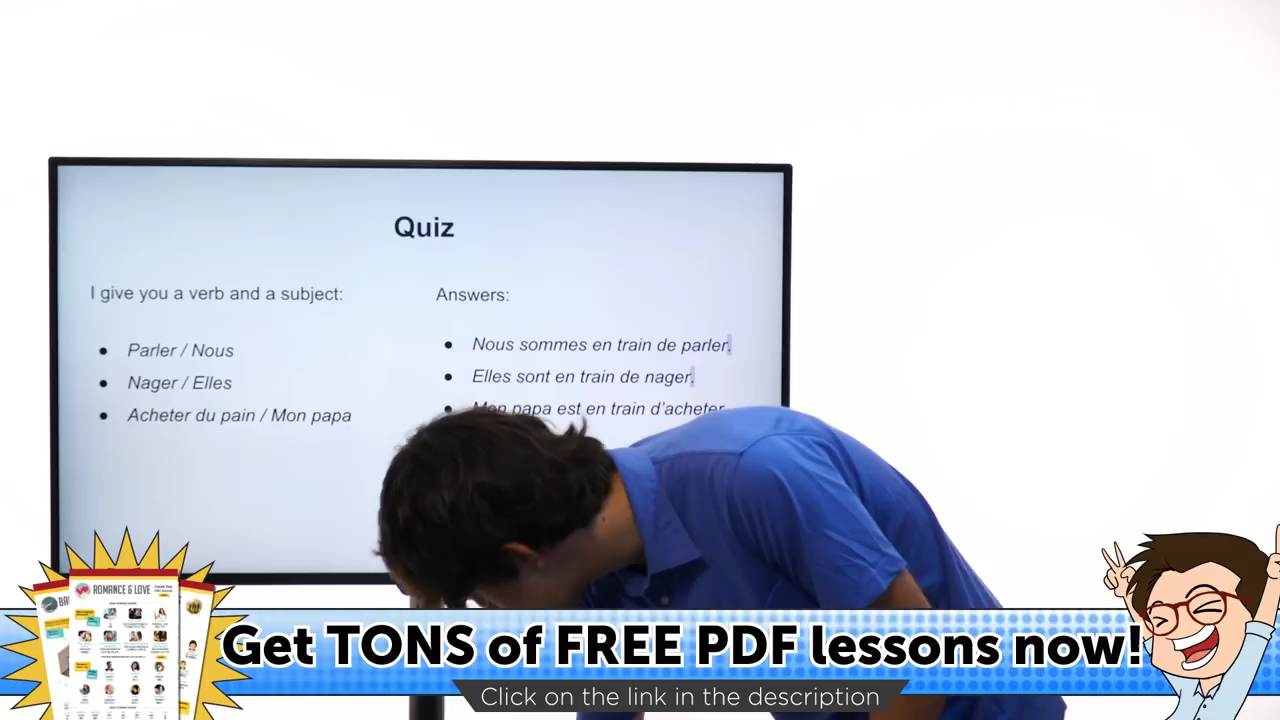 Quiz
I give you a verb and a subject:
• Parler / Nous
• Nager / Elles
• Acheter du pain / Mon papa
Answers:
• Nous sommes en train de parler.
• Elles sont en train de nager.
• Mon papa est en train d'acheter
ROMANCE & LOVE
Get TONS of FREE PDF lessons now!
Click on the link in the description